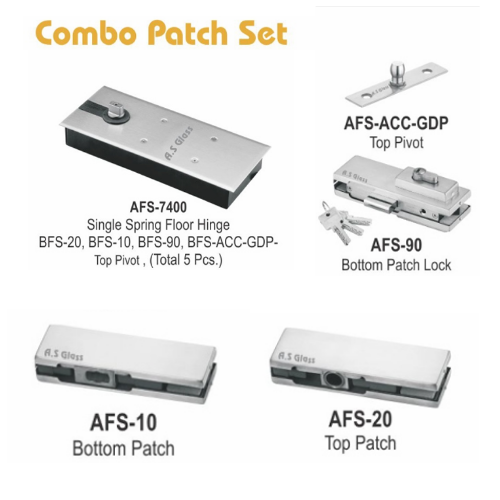 Combo Patch Set
A.S Glass
AFS-7400
Single Spring Floor Hinge
BFS-20, BFS-10, BFS-90, BFS-ACC-GDP-
Top Pivot , (Total 5 Pcs.)
AFS-ACC-GDP
Top Pivot
AFS-90
Bottom Patch Lock
A.S Glass
AFS-10
Bottom Patch
A.S Glass
AFS-20
Top Patch